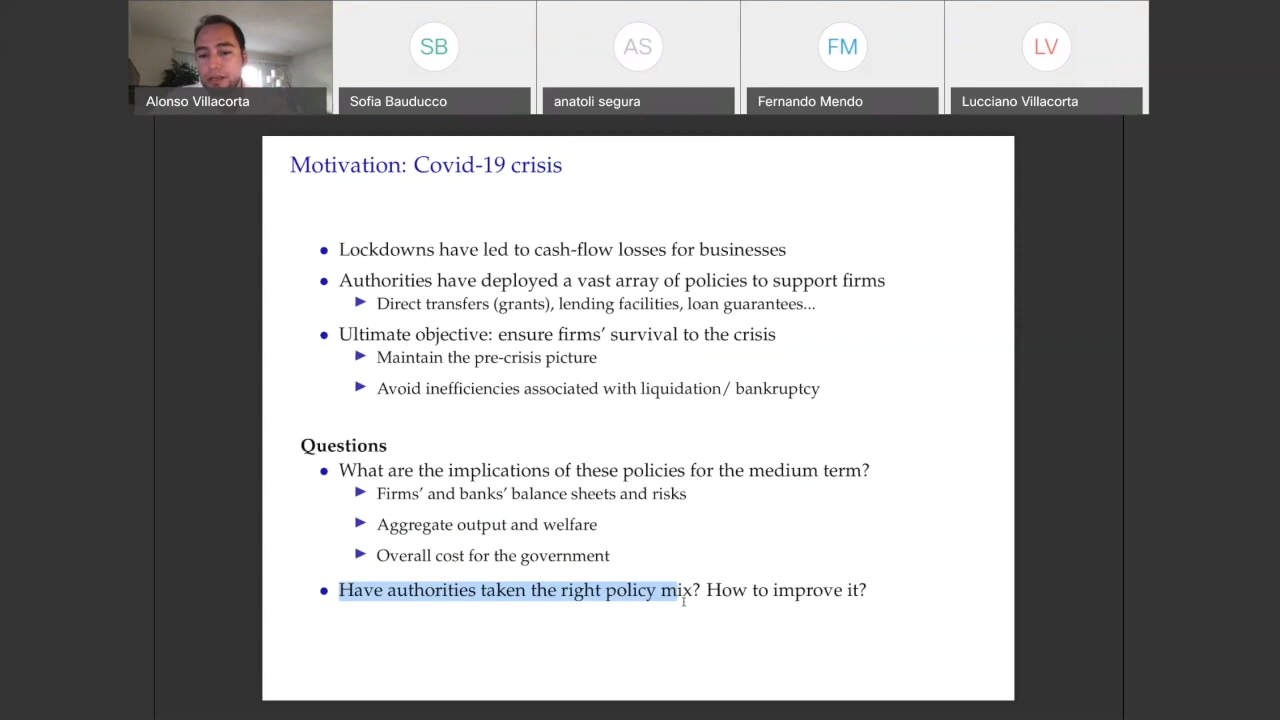 SB
AS
FM
LV
Alonso Villacorta
Sofia Bauducco
anatoli segura
Fernando Mendo
Lucciano Villacorta
Motivation: Covid-19 crisis
Lockdowns have led to cash-flow losses for businesses
Authorities have deployed a vast array of policies to support firms
Direct transfers (grants), lending facilities, loan guarantees...
Ultimate objective: ensure firms' survival to the crisis
Maintain the pre-crisis picture
Avoid inefficiencies associated with liquidation/ bankruptcy
Questions
What are the implications of these policies for the medium term?
Firms' and banks' balance sheets and risks
Aggregate output and welfare
Overall cost for the government
Have authorities taken the right policy mix? How to improve it?